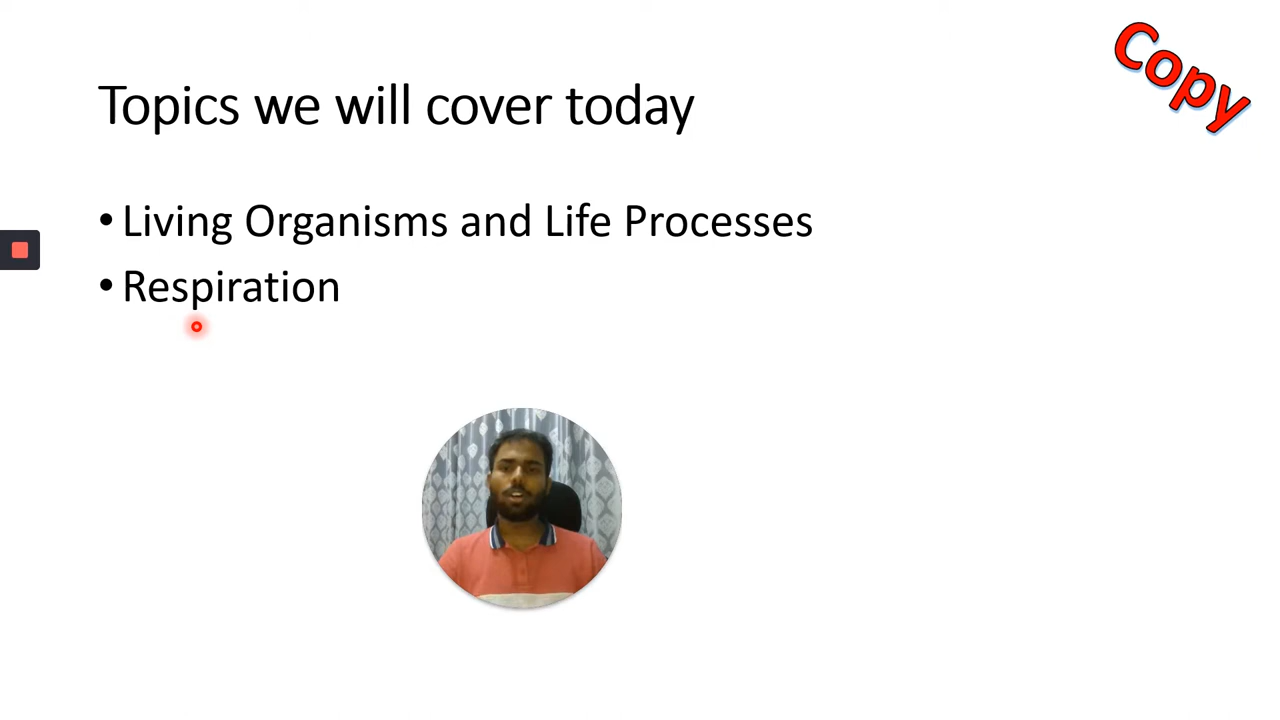 Copy
Topics we will cover today
• Living Organisms and Life Processes
• Respiration